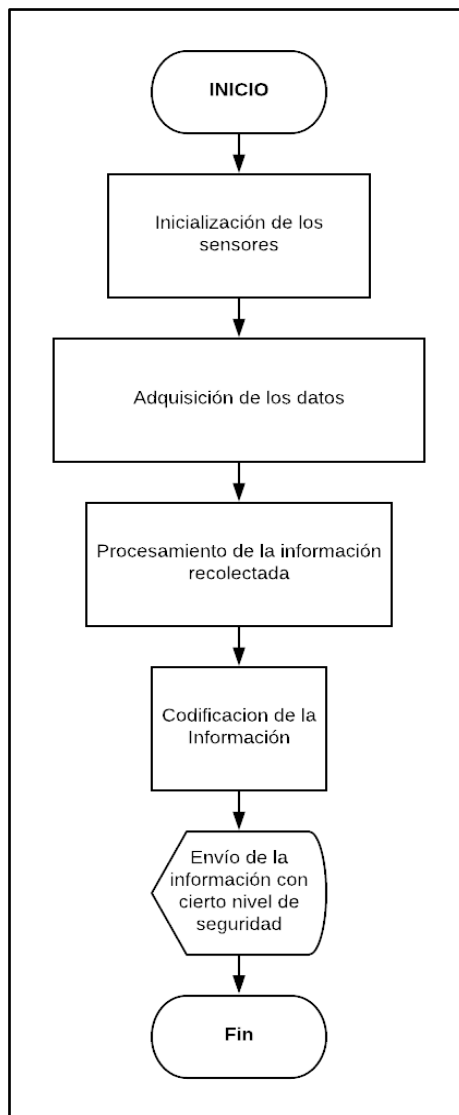 INICIO
Inicialización de los
sensores
Adquisición de los datos
Procesamiento de la información
recolectada
Codificacion de la
Información
Envío de la
información con
cierto nivel de
seguridad
Fin